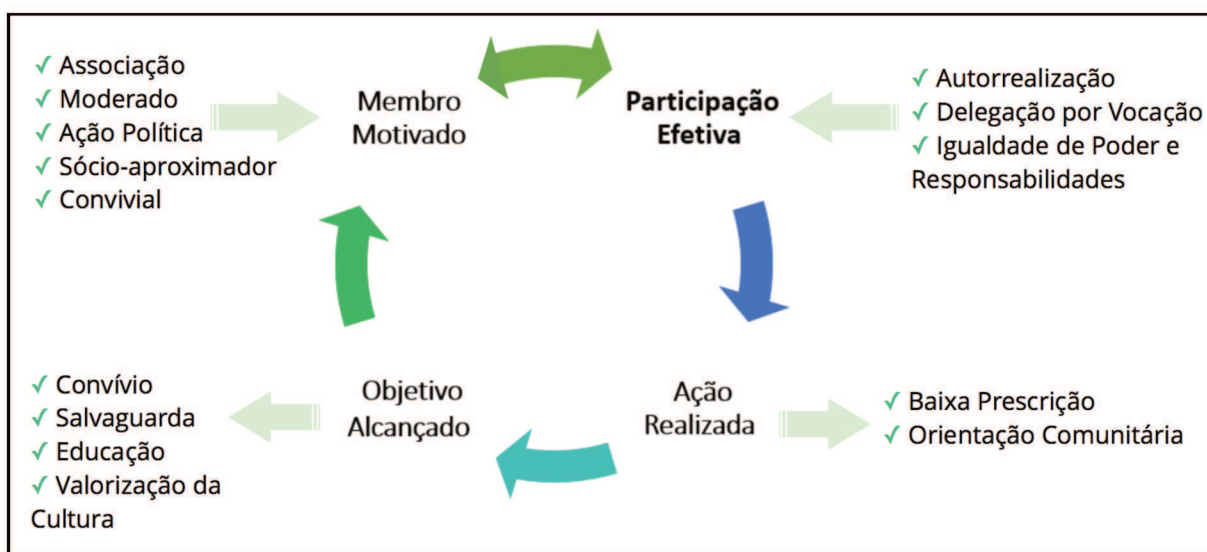 ✓ Associação
✓ Moderado
✓ Ação Política
✓ Sócio-aproximador
✓ Convivial
Membro
Motivado
Participação
Efetiva
✓ Autorrealização
✓ Delegação por Vocação
✓ Igualdade de Poder e
Responsabilidades
✓ Convívio
✓ Salvaguarda
✓ Educação
✓ Valorização da
Cultura
Objetivo
Alcançado
Ação
Realizada
✓ Baixa Prescrição
✓ Orientação Comunitária